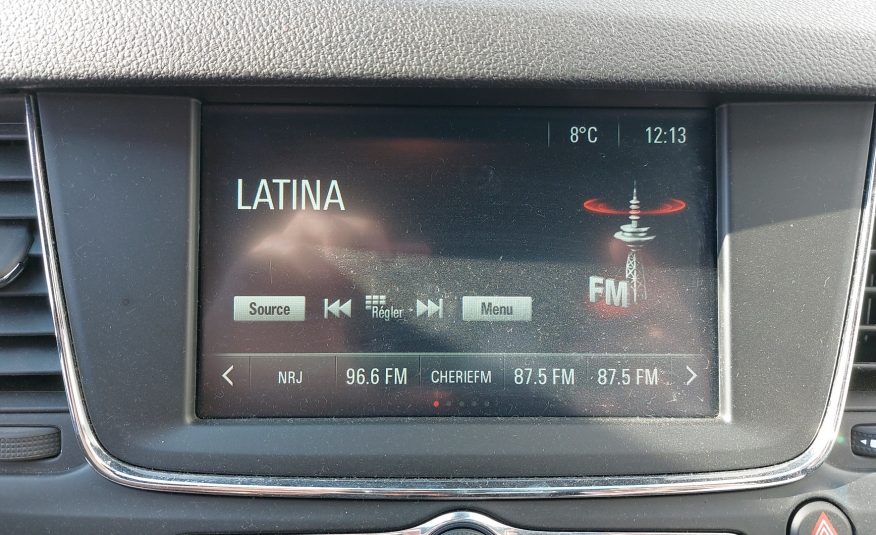 8°C 12:13
LATINA
FM
Source Régler Menu
NRJ 96.6 FM CHERIEFM 87.5 FM 87.5 FM